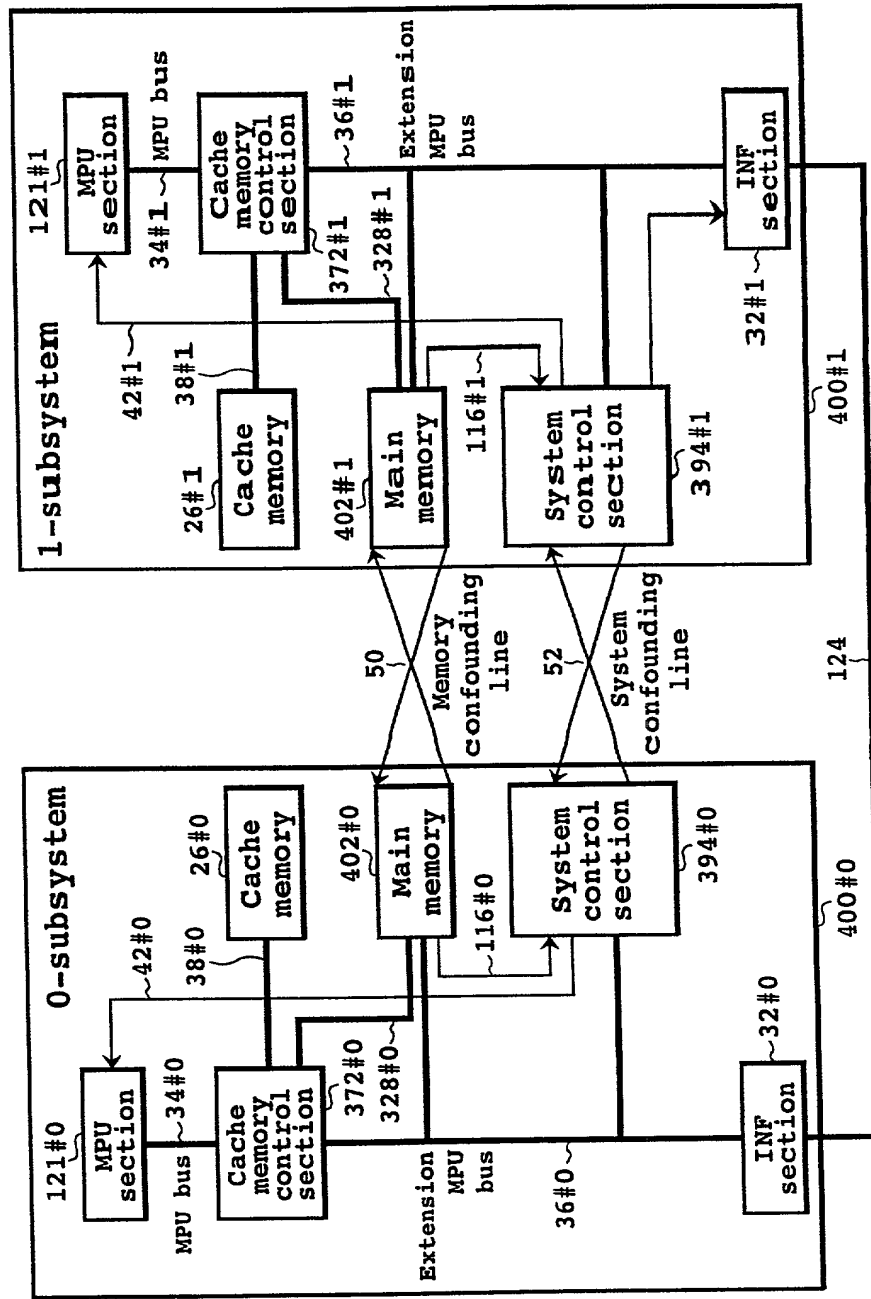 0-subsystem
121#0
MPU
section
MPU bus
34#0
42#0
38#0
26#0
Cache
memory
Cache
memory
control
section
372#0
328#0
402#0
Main
memory
116#0
Extension
MPU
bus
36#0
System
control
section
394#0
INF
section
32#0
400#0
50
Memory
confounding
line
52
System
confounding
line
124
1-subsystem
121#1
MPU
section
MPU bus
34#1
42#1
38#1
26#1
Cache
memory
Cache
memory
control
section
372#1
328#1
36#1
402#1
Main
memory
116#1
Extension
MPU
bus
System
control
section
394#1
INF
section
32#1
400#1